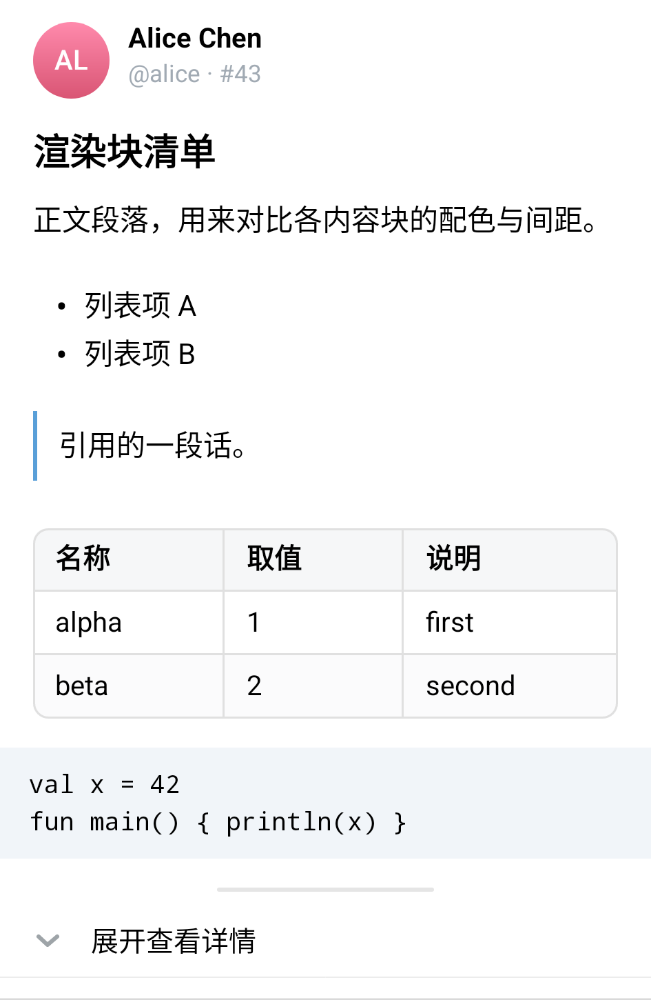 AL
Alice Chen
@alice · #43
渲染块清单
正文段落，用来对比各内容块的配色与间距。
• 列表项 A
• 列表项 B
引用的一段话。
名称 取值 说明
alpha 1 first
beta 2 second
val x = 42
fun main() { println(x) }
展开查看详情